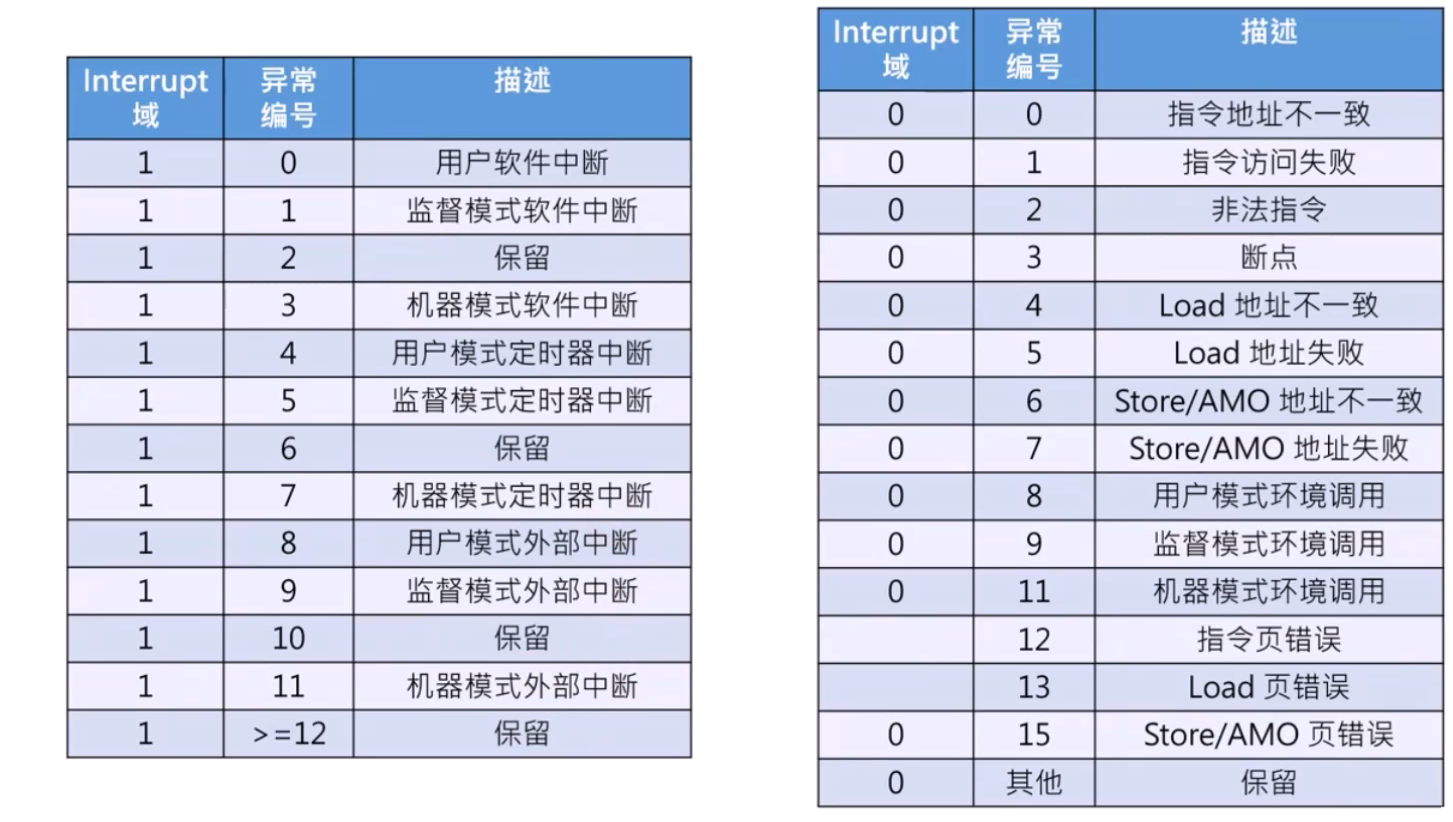 Interrupt 域 异常编号 描述
1 0 用户软件中断
1 1 监督模式软件中断
1 2 保留
1 3 机器模式软件中断
1 4 用户模式定时器中断
1 5 监督模式定时器中断
1 6 保留
1 7 机器模式定时器中断
1 8 用户模式外部中断
1 9 监督模式外部中断
1 10 保留
1 11 机器模式外部中断
1 >=12 保留
Interrupt 域 异常编号 描述
0 0 指令地址不一致
0 1 指令访问失败
0 2 非法指令
0 3 断点
0 4 Load 地址不一致
0 5 Load 地址失败
0 6 Store/AMO 地址不一致
0 7 Store/AMO 地址失败
0 8 用户模式环境调用
0 9 监督模式环境调用
0 11 机器模式环境调用
12 指令页错误
13 Load 页错误
0 15 Store/AMO 页错误
0 其他 保留